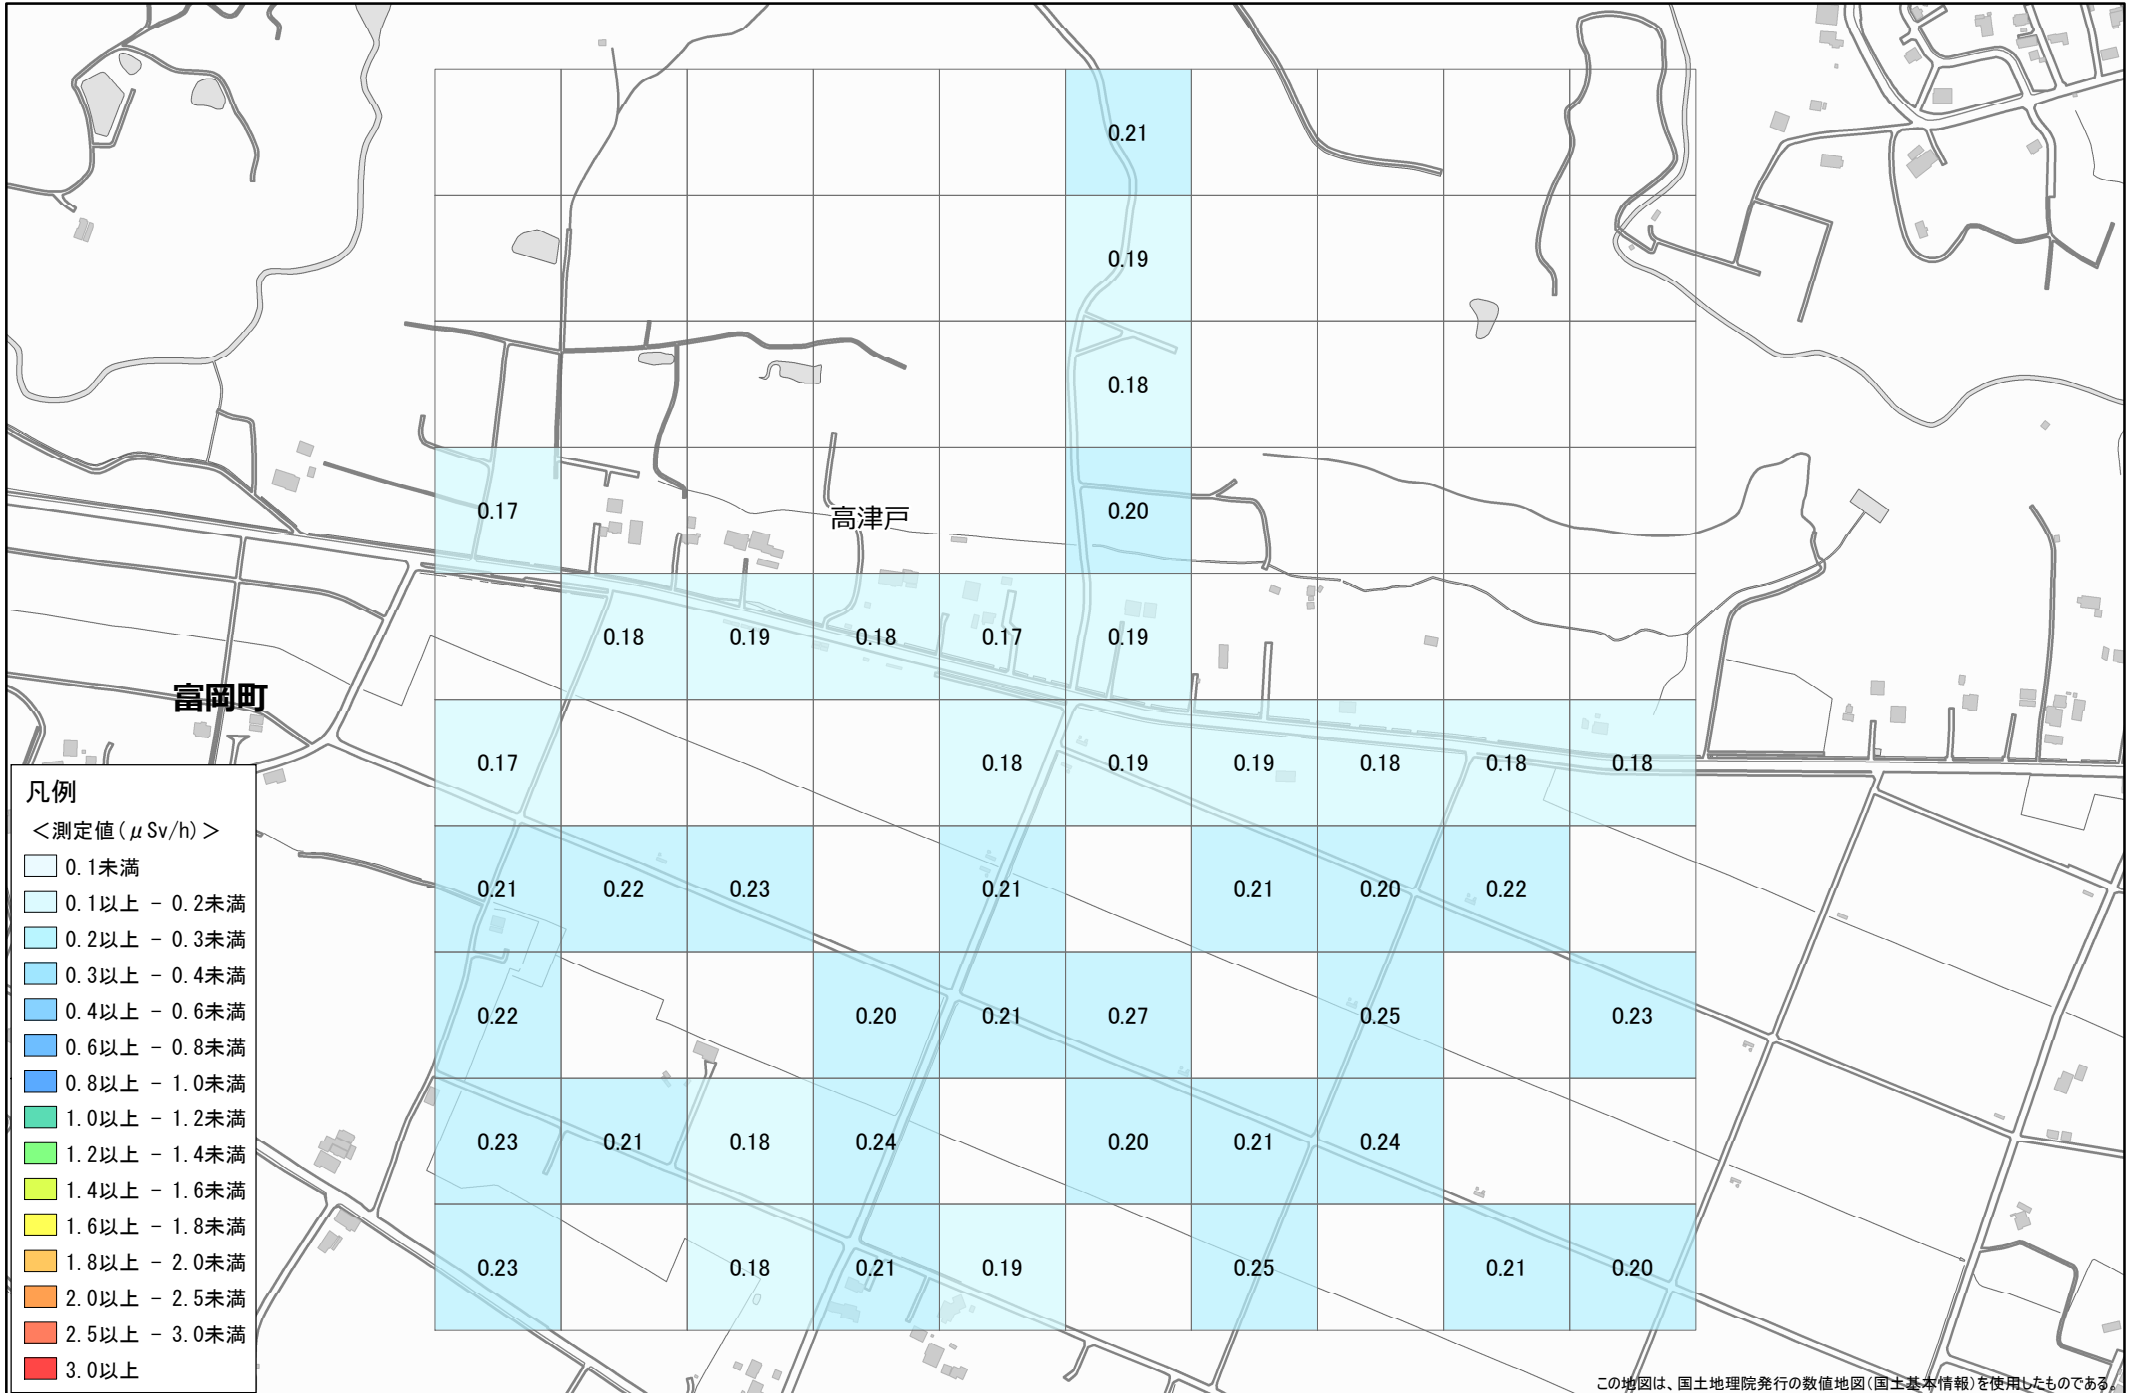 0.21
0.19
0.18
0.17
高津戸
0.20
0.18 0.19 0.18 0.17 0.19
富岡町
0.17 0.18 0.19 0.19 0.18 0.18 0.18
0.21 0.22 0.23 0.21 0.21 0.20 0.22
0.22 0.20 0.21 0.27 0.25 0.23
0.23 0.21 0.18 0.24 0.20 0.21 0.24
0.23 0.18 0.21 0.19 0.25 0.21 0.20
凡例
＜測定値(μSv/h)＞
0.1未満
0.1以上 - 0.2未満
0.2以上 - 0.3未満
0.3以上 - 0.4未満
0.4以上 - 0.6未満
0.6以上 - 0.8未満
0.8以上 - 1.0未満
1.0以上 - 1.2未満
1.2以上 - 1.4未満
1.4以上 - 1.6未満
1.6以上 - 1.8未満
1.8以上 - 2.0未満
2.0以上 - 2.5未満
2.5以上 - 3.0未満
3.0以上
この地図は、国土地理院発行の数値地図(国土基本情報)を使用したものである。